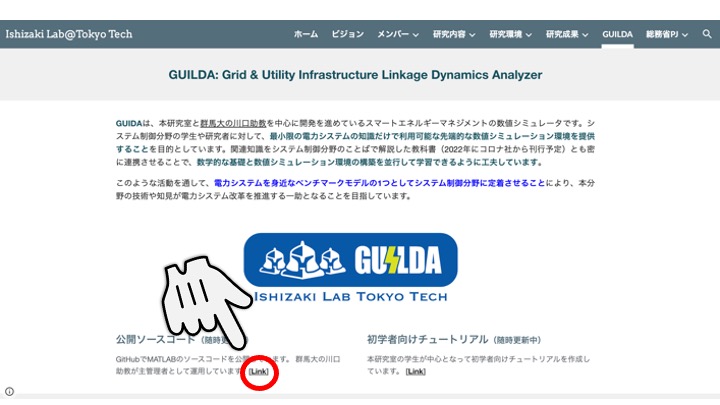 Ishizaki Lab@Tokyo Tech
ホーム ビジョン メンバー 研究内容 研究環境 研究成果 GUILDA 総務省PJ
GUILDA: Grid & Utility Infrastructure Linkage Dynamics Analyzer
GUIDAは、本研究室と群馬大の川口助教を中心に開発を進めているスマートエネルギーマネジメントの数値シミュレータです。シ
ステム制御分野の学生や研究者に対して、最小限の電力システムの知識だけで利用可能な先端的な数値シミュレーション環境を提供
することを目的としています。関連知識をシステム制御分野のことばで解説した教科書（2022年にコロナ社から刊行予定）とも密
に連携させることで、数学的な基礎と数値シミュレーション環境の構築を並行して学習できるように工夫しています。
このような活動を通して、電力システムを身近なベンチマークモデルの1つとしてシステム制御分野に定着させることにより、本分
野の技術や知見が電力システム改革を推進する一助となることを目指しています。
GUILDA
ISHIZAKI LAB TOKYO TECH
公開ソースコード（随時更
GitHubでMATLABのソースコードを公開 ています。 群馬大の川口
助教が主管理者として運用しています [Link]
初学者向けチュートリアル（随時更新中）
本研究室の学生が中心となって初学者向けチュートリアルを作成し
ています。 [Link]